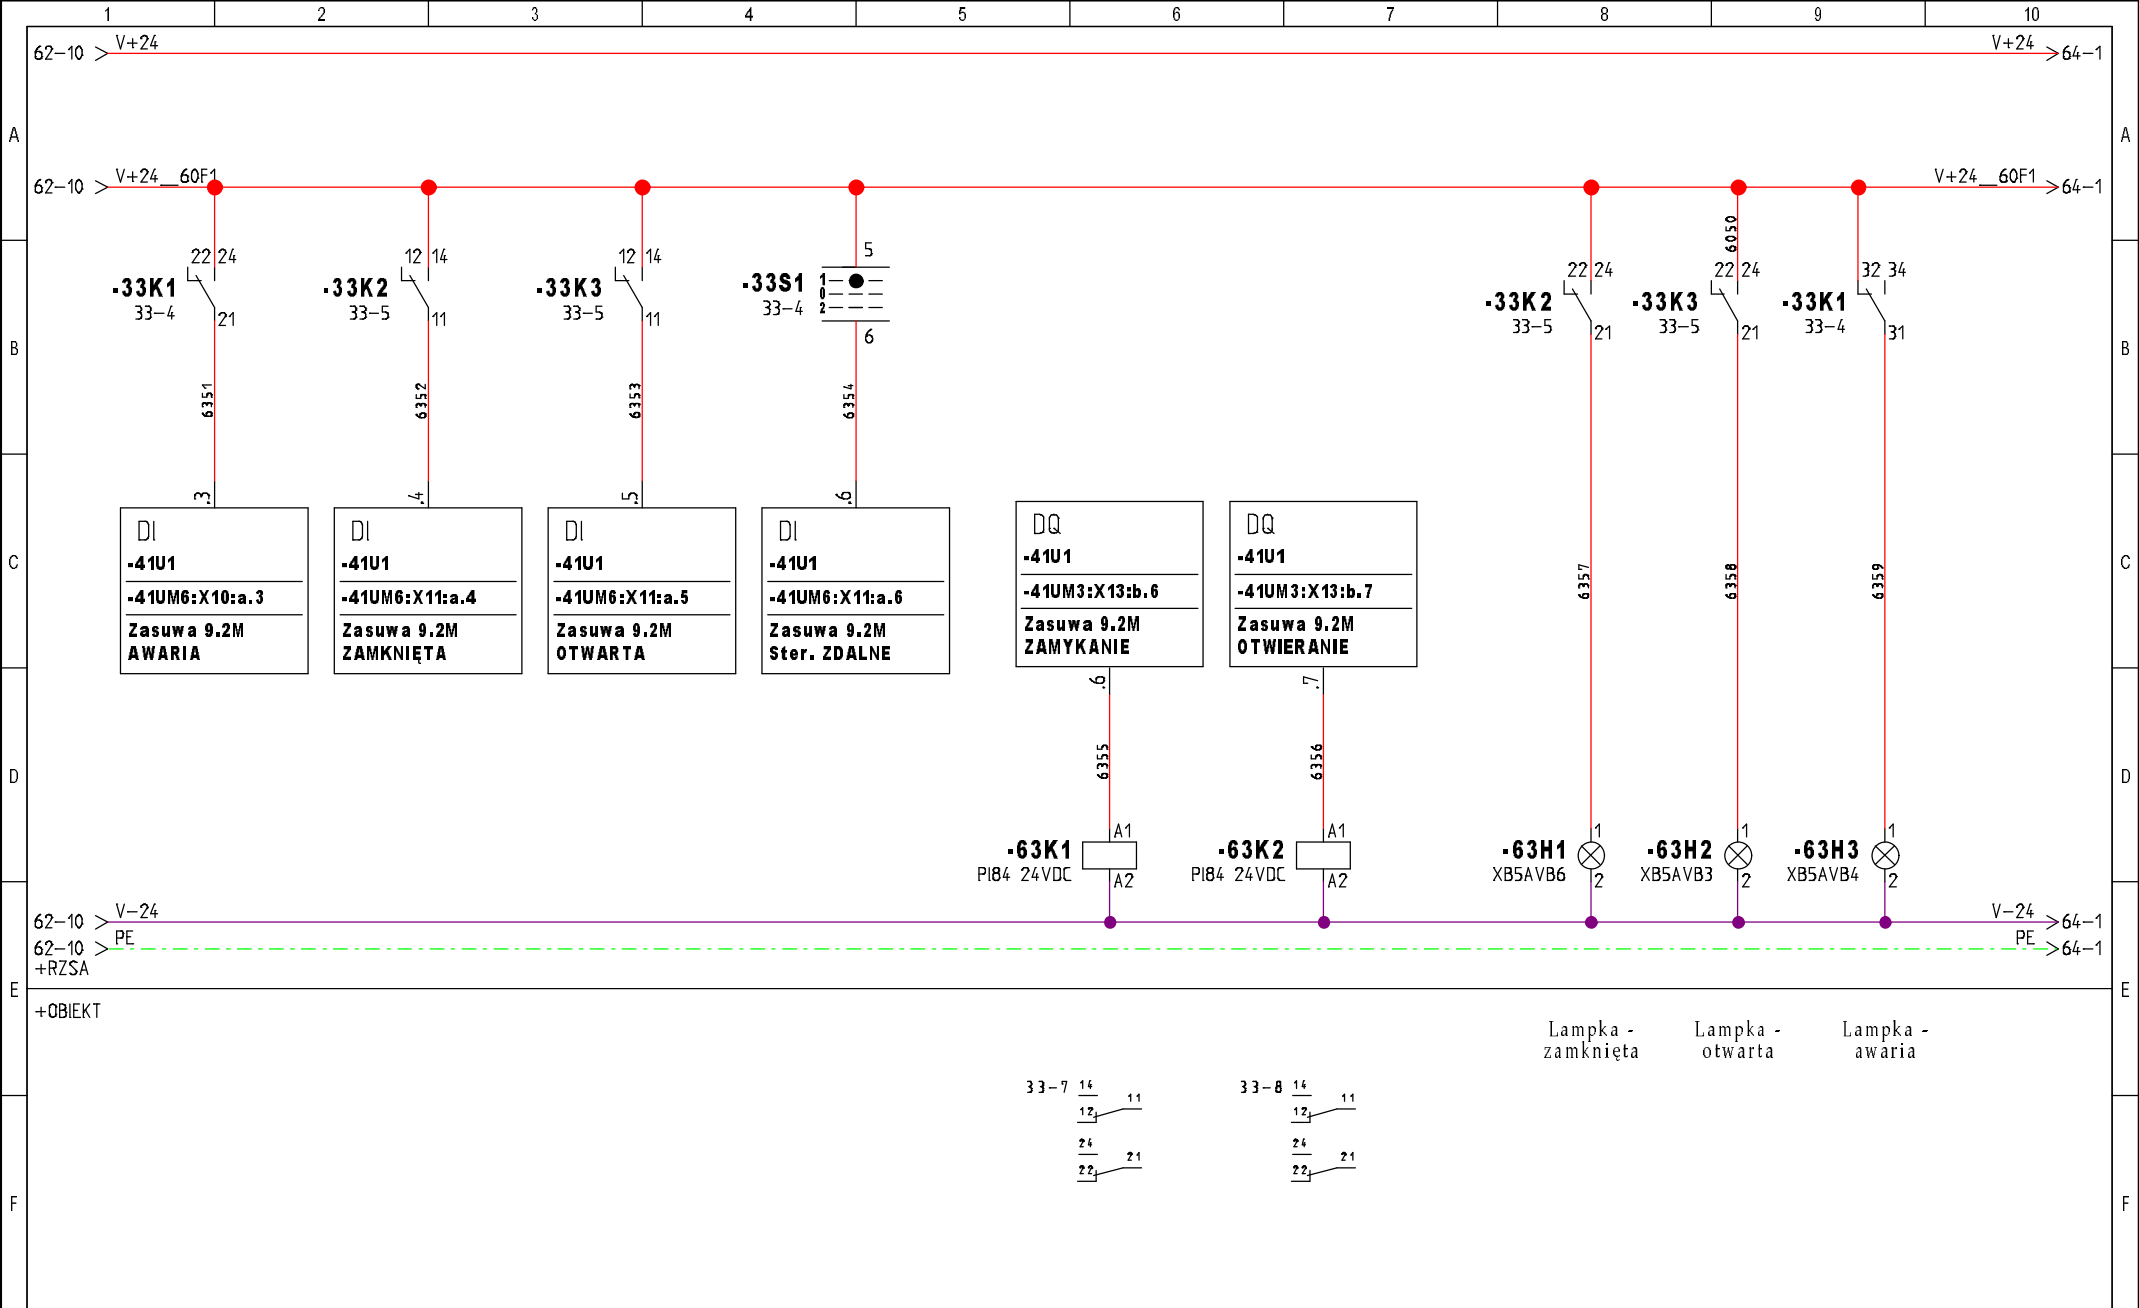 1 2 3 4 5 6 7 8 9 10
62-10 V+24 V+24 64-1
A A
62-10 V+24__60F1 V+24__60F1 64-1
6050
22 24 12 14 12 14 5 22 24 22 24 32 34
-33K1 -33K2 -33K3 -33S1 1 0 2 -33K2 -33K3 -33K1
33-4 33-5 33-5 33-4 33-5 33-5 33-4
21 11 11 6 21 21 31
B B
6351 6352 6353 6354
.3 .4 .5 .6
DI DI DI DI DQ DQ
-41U1 -41U1 -41U1 -41U1 -41U1 -41U1
C C
6357 6358 6359
-41UM6:X10:a.3 -41UM6:X11:a.4 -41UM6:X11:a.5 -41UM6:X11:a.6 -41UM3:X13:b.6 -41UM3:X13:b.7
Zasuwa 9.2M Zasuwa 9.2M Zasuwa 9.2M Zasuwa 9.2M Zasuwa 9.2M Zasuwa 9.2M
AWARIA ZAMKNIĘTA OTWARTA Ster. ZDALNE ZAMYKANIE OTWIERANIE
.6 .7
6355 6356
D D
A1 A1 1 1 1
-63K1 -63K2 -63H1 -63H2 -63H3
PI84 24VDC PI84 24VDC XB5AVB6 XB5AVB3 XB5AVB4
A2 A2 2 2 2
62-10 V-24 V-24 64-1
62-10 PE PE 64-1
+RZSA
E E
+OBIEKT
Lampka - Lampka - Lampka -
zamknięta otwarta awaria
33-7 14 33-8 14
11 11
12 12
24 24
21 21
22 22
F F